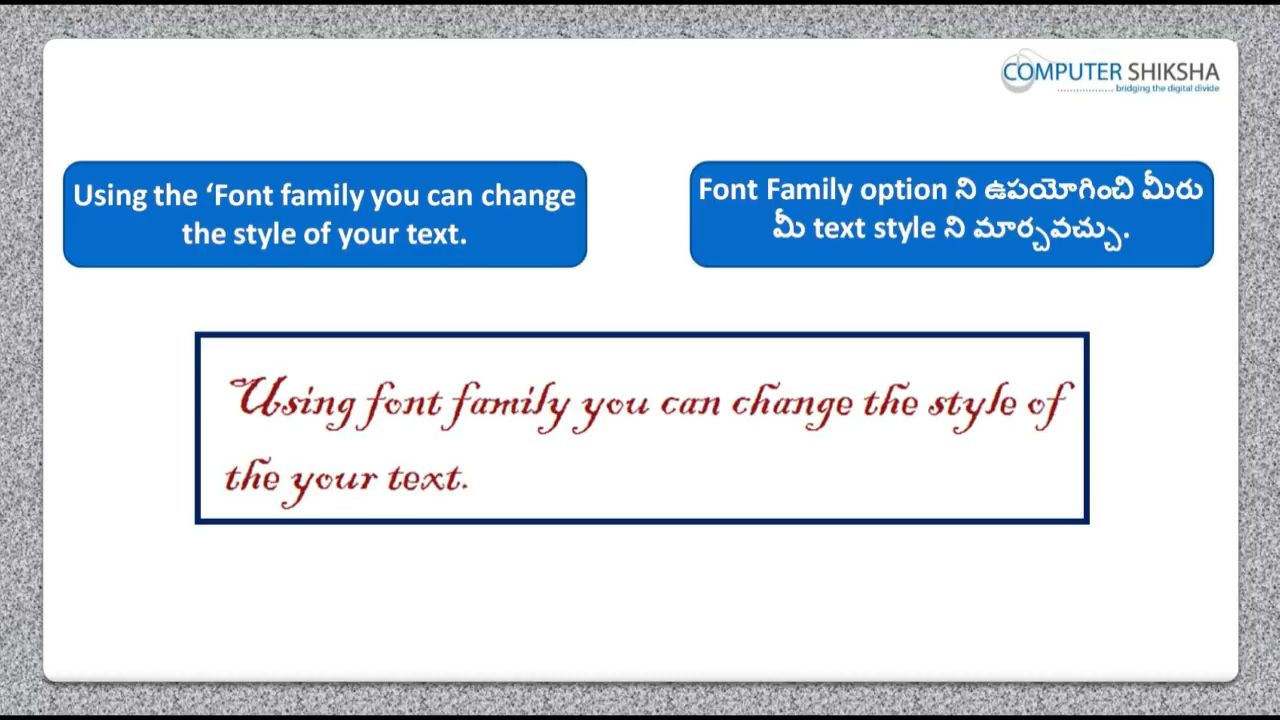 COMPUTER SHIKSHA
bridging the digital divide
Using the ‘Font family you can change
the style of your text.
Font Family option ని ఉపయోగించి మీరు
మీ text style ని మార్చవచ్చు.
Using font family you can change the style of
the your text.